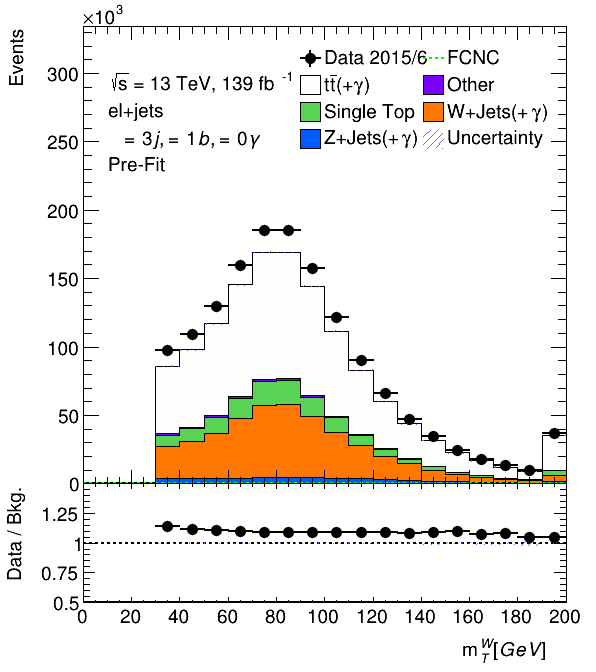 ×10³
Events
300
250
200
150
100
50
0
√s = 13 TeV, 139 fb⁻¹
el+jets
= 3j, = 1b, = 0γ
Pre-Fit
Data 2015/6 FCNC
tt̄(+γ) Other
Single Top W+Jets(+γ)
Z+Jets(+γ) Uncertainty
Data / Bkg.
1.25
1
0.75
0.5
0 20 40 60 80 100 120 140 160 180 200
m_T^W [GeV]